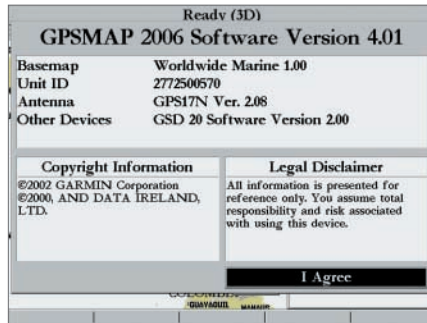 Ready (3D)
GPSMAP 2006 Software Version 4.01
Basemap Worldwide Marine 1.00
Unit ID 2772500570
Antenna GPS17N Ver. 2.08
Other Devices GSD 20 Software Version 2.00
Copyright Information
©2002 GARMIN Corporation
©2000, AND DATA IRELAND,
LTD.
Legal Disclaimer
All information is presented for
reference only. You assume total
responsibility and risk associated
with using this device.
I Agree
GUAYAQUIL MANAUS